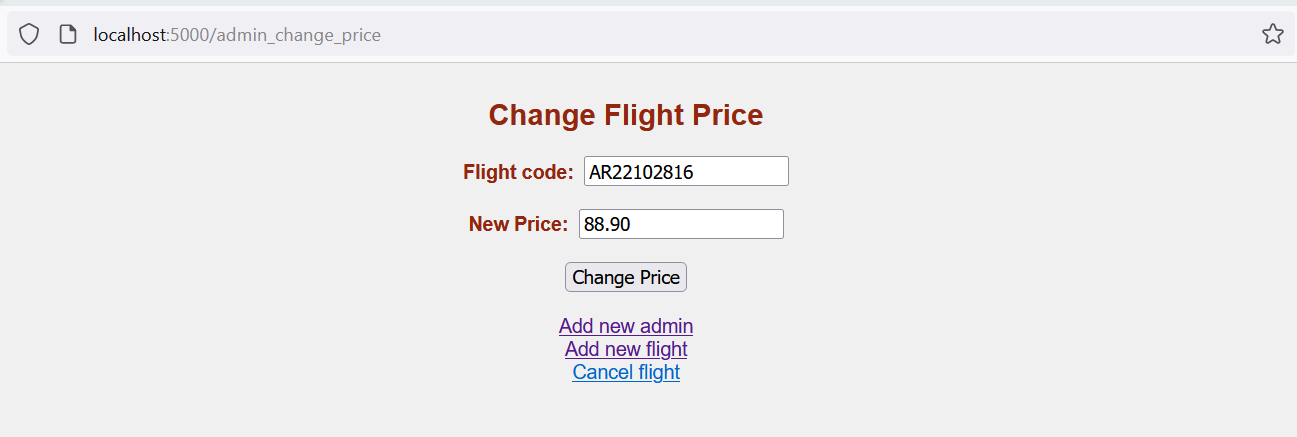 localhost:5000/admin_change_price
Change Flight Price
Flight code: AR22102816
New Price: 88.90
Change Price
Add new admin
Add new flight
Cancel flight